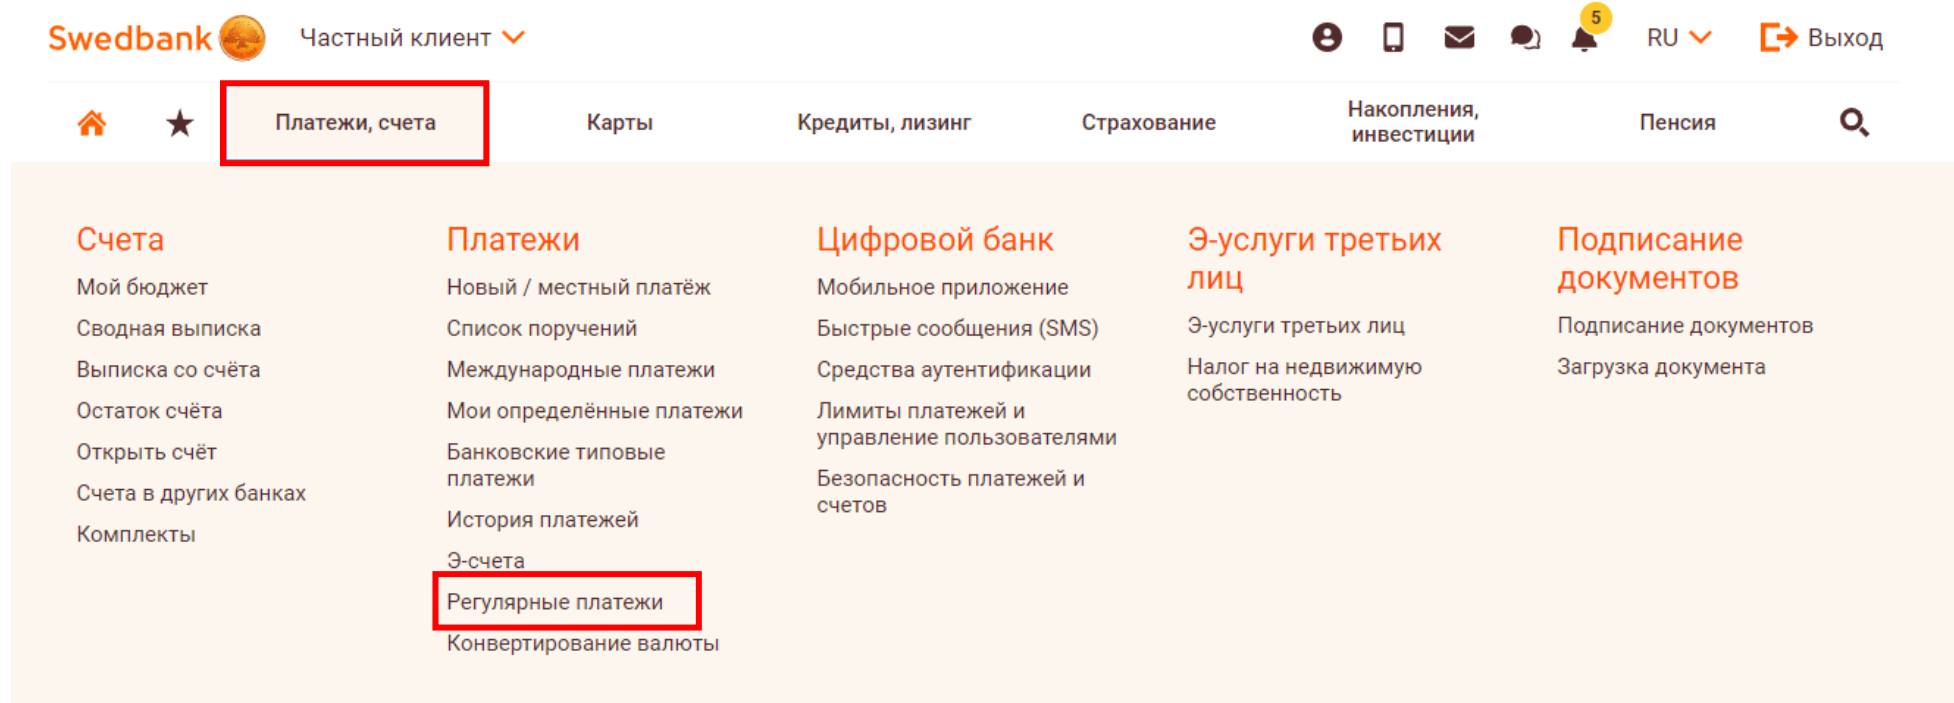 Swedbank
Частный клиент
5
RU
Выход
Платежи, счета
Карты
Кредиты, лизинг
Страхование
Накопления,
инвестиции
Пенсия
Счета
Мой бюджет
Сводная выписка
Выписка со счёта
Остаток счёта
Открыть счёт
Счета в других банках
Комплекты
Платежи
Новый / местный платёж
Список поручений
Международные платежи
Мои определённые платежи
Банковские типовые
платежи
История платежей
Э-счета
Регулярные платежи
Конвертирование валюты
Цифровой банк
Мобильное приложение
Быстрые сообщения (SMS)
Средства аутентификации
Лимиты платежей и
управление пользователями
Безопасность платежей и
счетов
Э-услуги третьих
лиц
Э-услуги третьих лиц
Налог на недвижимую
собственность
Подписание
документов
Подписание документов
Загрузка документа